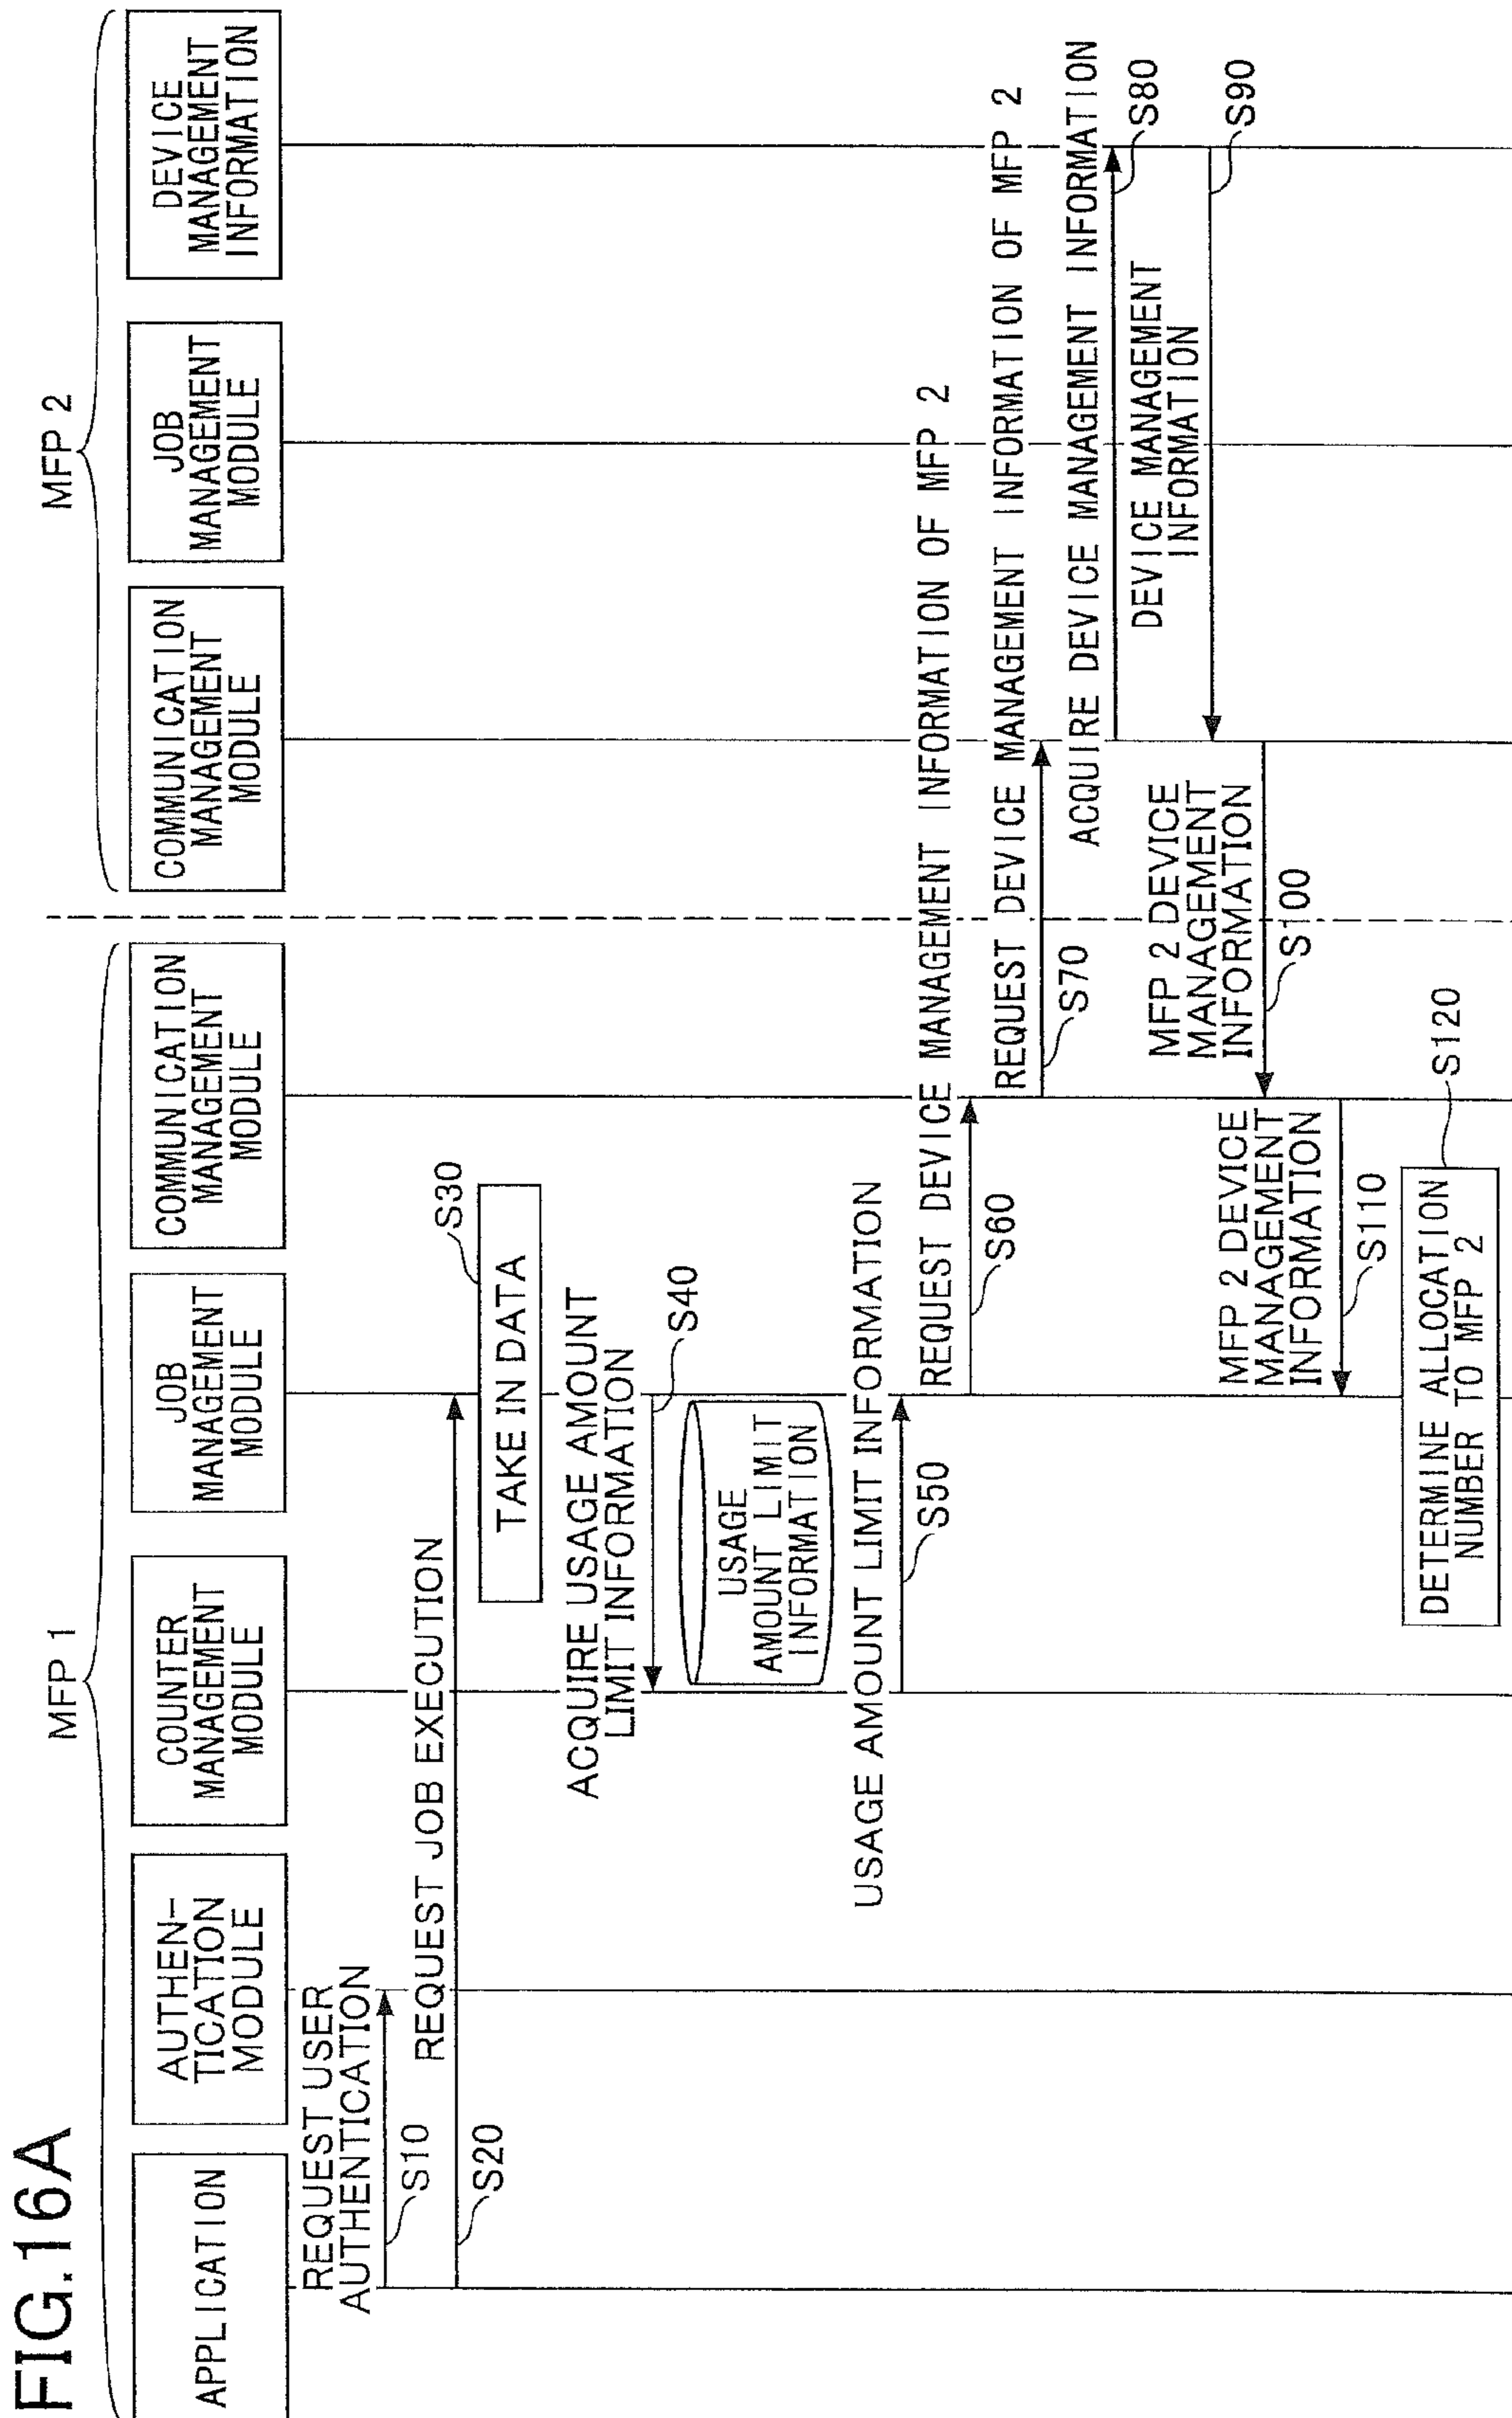 FIG.16A
MFP 1
MFP 2
APPLICATION
AUTHEN-
TICATION
MODULE
COUNTER
MANAGEMENT
MODULE
JOB
MANAGEMENT
MODULE
COMMUNICATION
MANAGEMENT
MODULE
COMMUNICATION
MANAGEMENT
MODULE
JOB
MANAGEMENT
MODULE
DEVICE
MANAGEMENT
INFORMATION
REQUEST USER
AUTHENTICATION
S10
REQUEST JOB EXECUTION
S20
S30
TAKE IN DATA
ACQUIRE USAGE AMOUNT
LIMIT INFORMATION
S40
USAGE
AMOUNT LIMIT
INFORMATION
USAGE AMOUNT LIMIT INFORMATION
S50
REQUEST DEVICE MANAGEMENT INFORMATION OF MFP 2
S60
REQUEST DEVICE MANAGEMENT INFORMATION OF MFP 2
S70
ACQUIRE DEVICE MANAGEMENT INFORMATION
S80
DEVICE MANAGEMENT
INFORMATION
S90
MFP 2 DEVICE
MANAGEMENT
INFORMATION
S100
MFP 2 DEVICE
MANAGEMENT
INFORMATION
S110
DETERMINE ALLOCATION
NUMBER TO MFP 2
S120